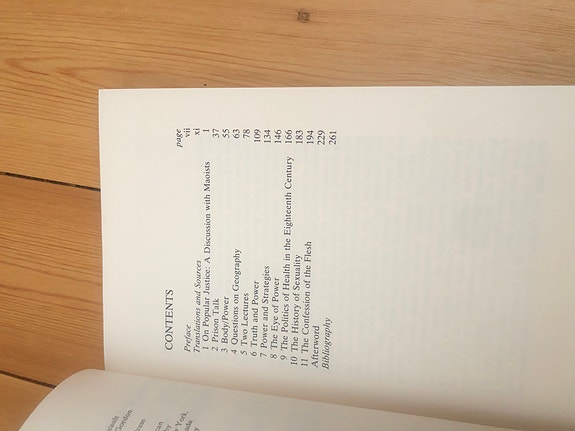 CONTENTS
page
Preface vii
Translations and Sources xi
1 On Popular Justice: A Discussion with Maoists 1
2 Prison Talk 37
3 Body/Power 55
4 Questions on Geography 63
5 Two Lectures 78
6 Truth and Power 109
7 Power and Strategies 134
8 The Eye of Power 146
9 The Politics of Health in the Eighteenth Century 166
10 The History of Sexuality 183
11 The Confession of the Flesh 194
Afterword 229
Bibliography 261
Gordon
York